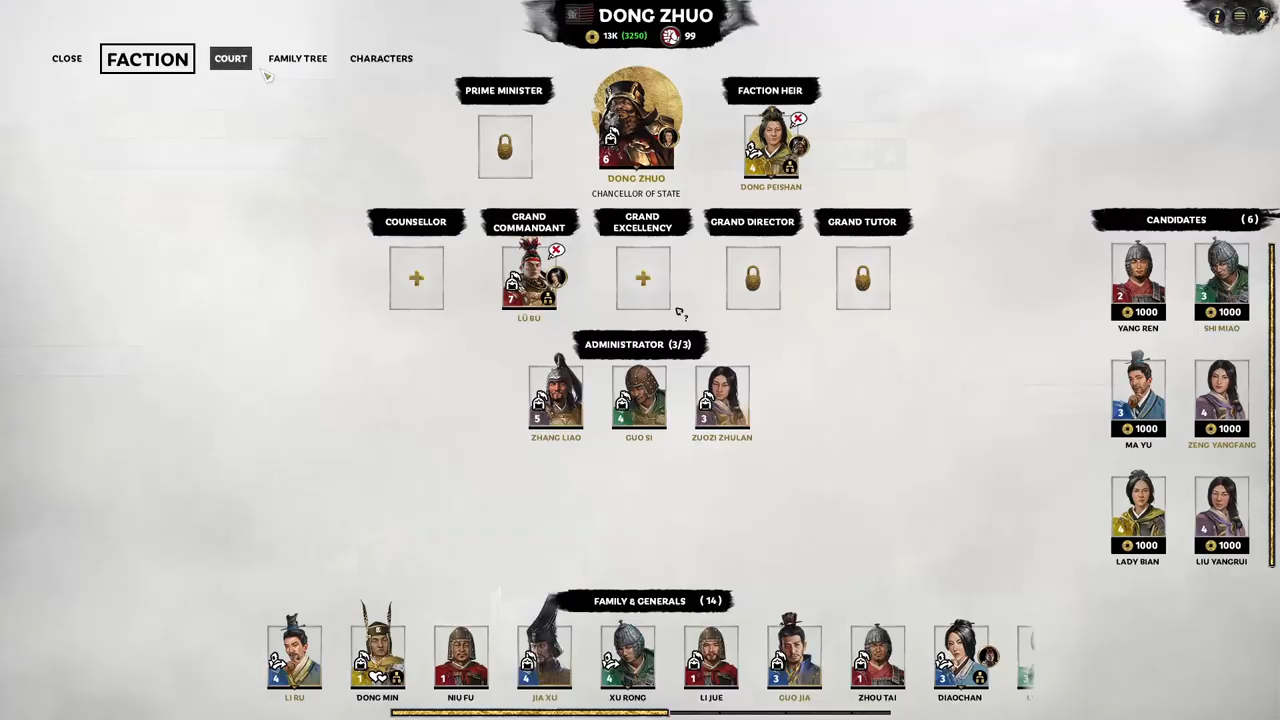 DONG ZHUO
13K (3250) 99
CLOSE FACTION COURT FAMILY TREE CHARACTERS
PRIME MINISTER
FACTION HEIR
6
4
DONG ZHUO
CHANCELLOR OF STATE
DONG PEISHAN
COUNSELLOR
GRAND
COMMANDANT
GRAND
EXCELLENCY
GRAND DIRECTOR
GRAND TUTOR
7
LÜ BU
?
ADMINISTRATOR (3/3)
5
4
3
ZHANG LIAO
GUO SI
ZUOZI ZHULAN
CANDIDATES (6)
2
3
1000
1000
YANG REN
SHI MIAO
3
4
1000
1000
MA YU
ZENG YANGFANG
4
4
1000
1000
LADY BIAN
LIU YANGRUI
FAMILY & GENERALS (14)
4
1
1
4
4
1
3
1
3
3
LI RU
DONG MIN
NIU FU
JIA XU
XU RONG
LI JUE
GUO JIA
ZHOU TAI
DIAOCHAN